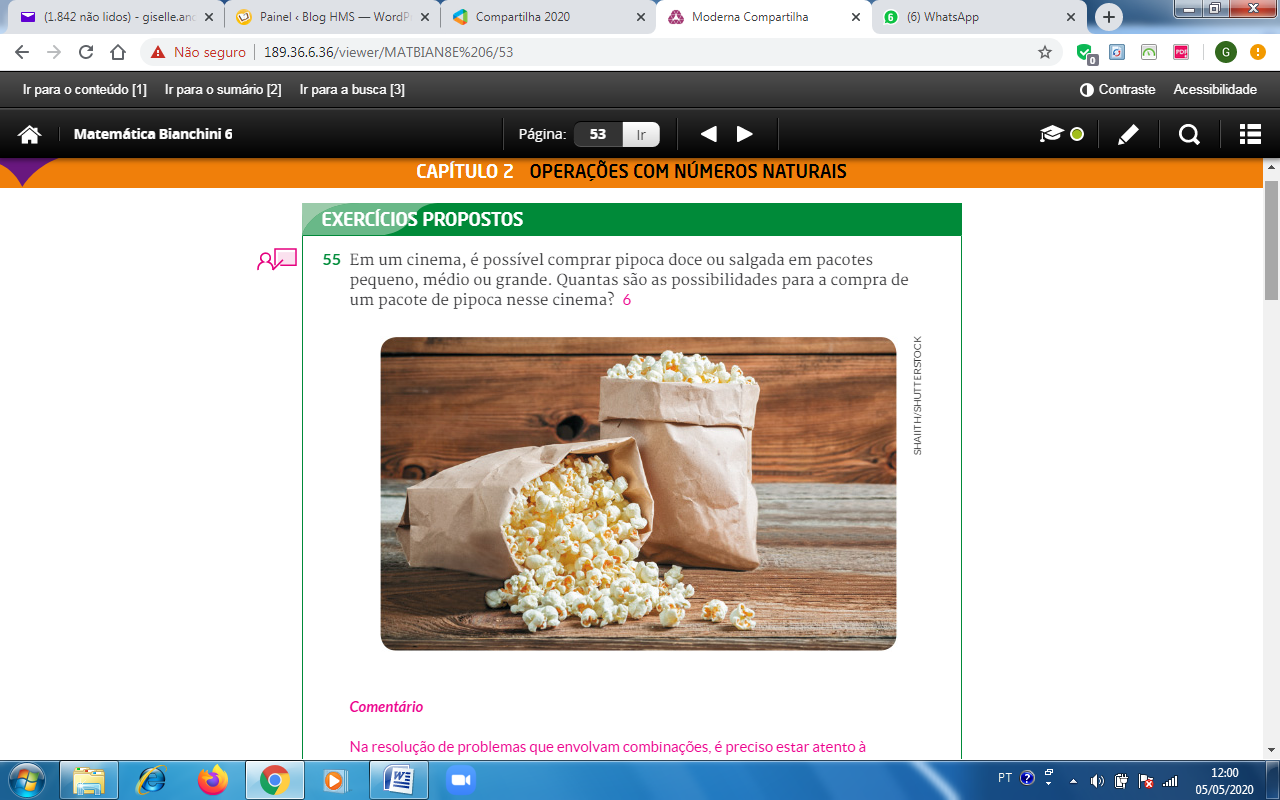 (1.842 não lidos) - giselle.and
Painel ‹ Blog HMS — WordPr
Compartilha 2020
Moderna Compartilha
(6) WhatsApp
Não seguro
189.36.6.36/viewer/MATBIAN8E%206/53
0
G
Ir para o conteúdo [1]
Ir para o sumário [2]
Ir para a busca [3]
Contraste
Acessibilidade
Matemática Bianchini 6
Página:
53
Ir
CAPÍTULO 2 OPERAÇÕES COM NÚMEROS NATURAIS
EXERCÍCIOS PROPOSTOS
55 Em um cinema, é possível comprar pipoca doce ou salgada em pacotes
pequeno, médio ou grande. Quantas são as possibilidades para a compra de
um pacote de pipoca nesse cinema? 6
SHAIITH/SHUTTERSTOCK
Comentário
Na resolução de problemas que envolvam combinações, é preciso estar atento à
PT
12:00
05/05/2020